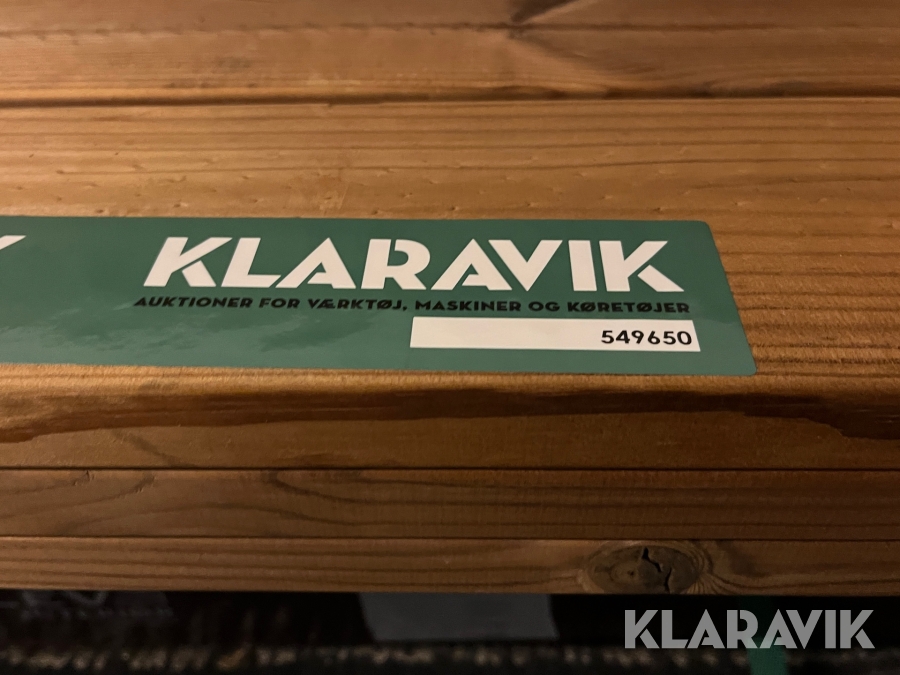 KLARAVIK
AUKTIONER FOR VÆRKTØJ, MASKINER OG KØRETØJER
549650
KLARAVIK